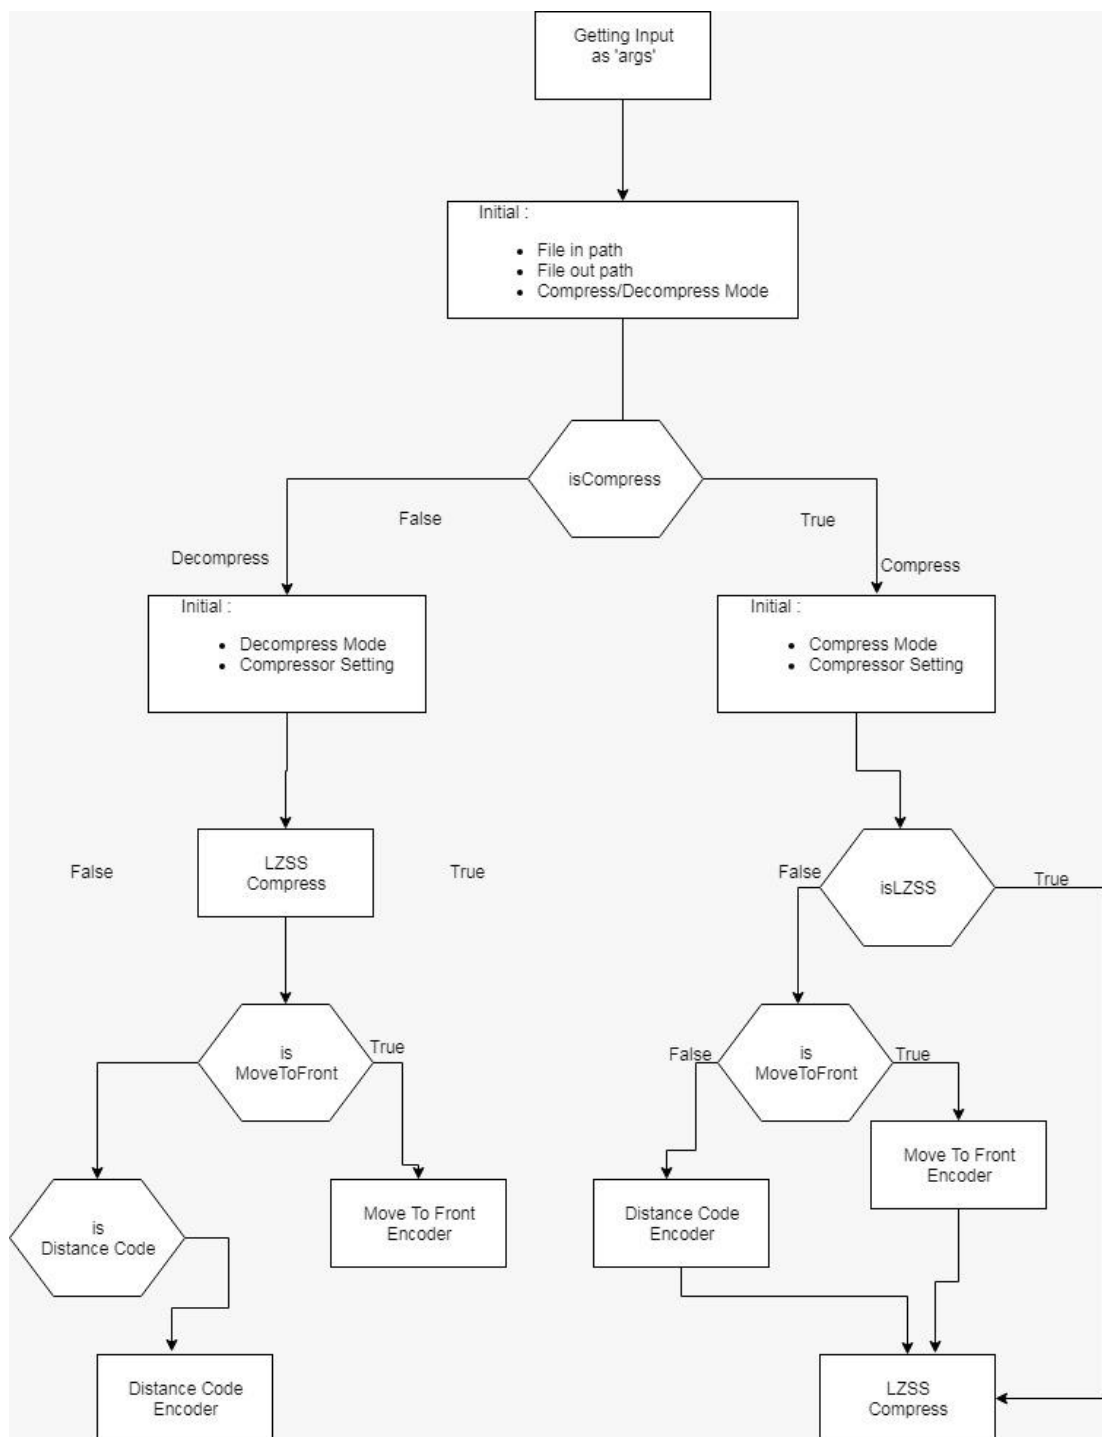 Getting Input
as 'args'
Initial :
• File in path
• File out path
• Compress/Decompress Mode
isCompress
False
True
Decompress
Compress
Initial :
• Decompress Mode
• Compressor Setting
Initial :
• Compress Mode
• Compressor Setting
False
LZSS
Compress
True
False
isLZSS
True
is
MoveToFront
True
False
is
MoveToFront
True
is
Distance Code
Move To Front
Encoder
Distance Code
Encoder
Move To Front
Encoder
Distance Code
Encoder
LZSS
Compress